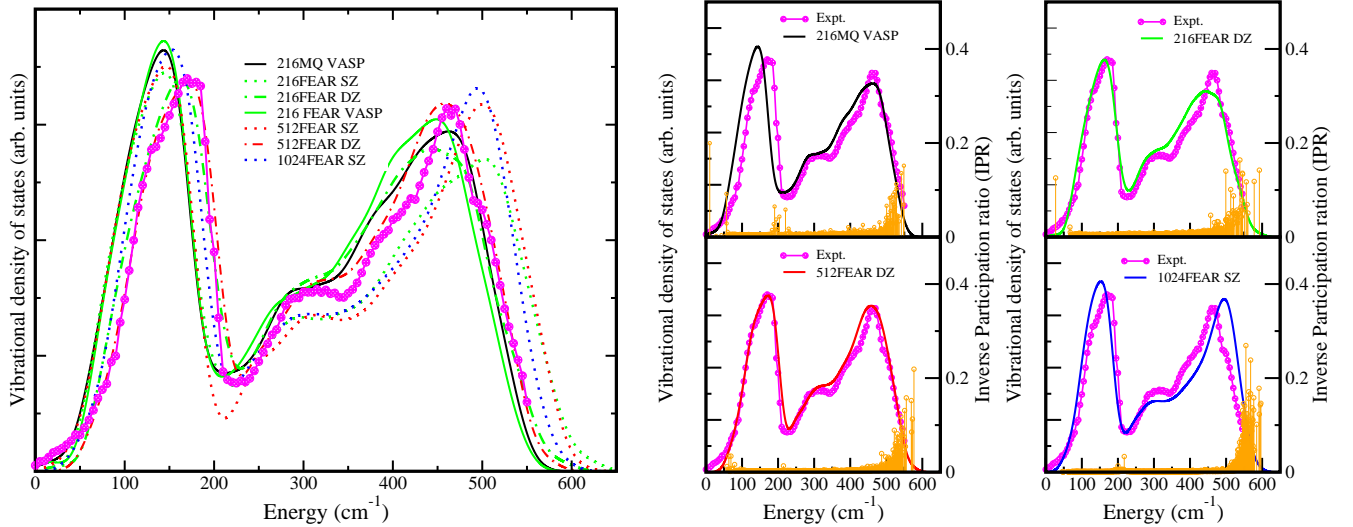 Vibrational density of states (arb. units)
216MQ VASP
216FEAR SZ
216FEAR DZ
216 FEAR VASP
512FEAR SZ
512FEAR DZ
1024FEAR SZ
0 100 200 300 400 500 600
Energy (cm-1)
Vibrational density of states (arb. units)
Expt.
216MQ VASP
0.4
0.2
0
Expt.
512FEAR DZ
0.4
0.2
0
0 100 200 300 400 500 600
Energy (cm-1)
Inverse Participation ratio (IPR)
Vibrational density of states (arb. units)
Expt.
216FEAR DZ
0.4
0.2
0
Expt.
1024FEAR SZ
0.4
0.2
0
0 100 200 300 400 500 600
Energy (cm-1)
Inverse Participation ration (IPR)